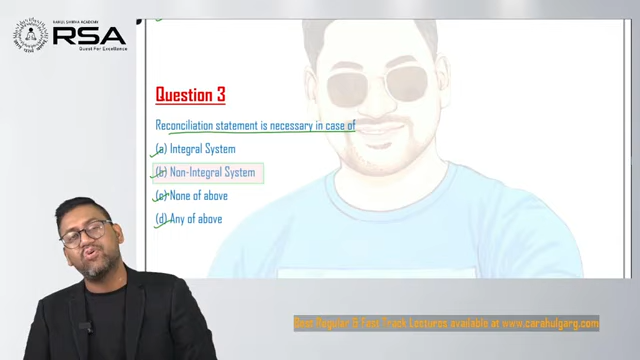 RAHUL SHARMA ACADEMY
RSA
Quest For Excellence
Question 3
Reconciliation statement is necessary in case of
(a) Integral System
(b) Non-Integral System
(c) None of above
(d) Any of above
Best Regular & Fast Track Lectures available at www.carahulgarg.com